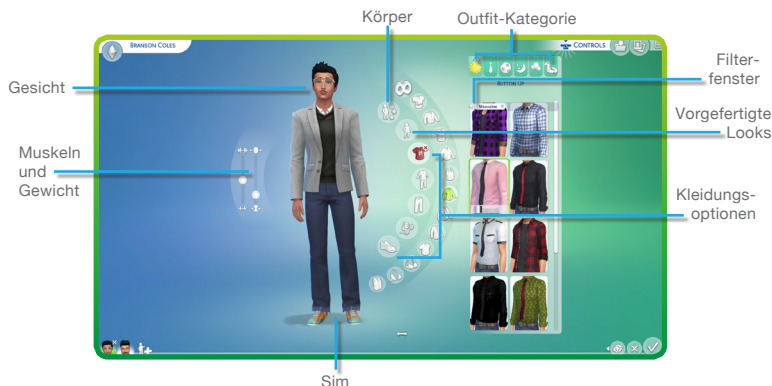 Körper
Outfit-Kategorie
BRANSON COLES
CONTROLS
Gesicht
Filter-
fenster
BUTTON UP
Masculine
Vorgefertigte
Looks
Muskeln
und
Gewicht
Kleidungs-
optionen
Sim